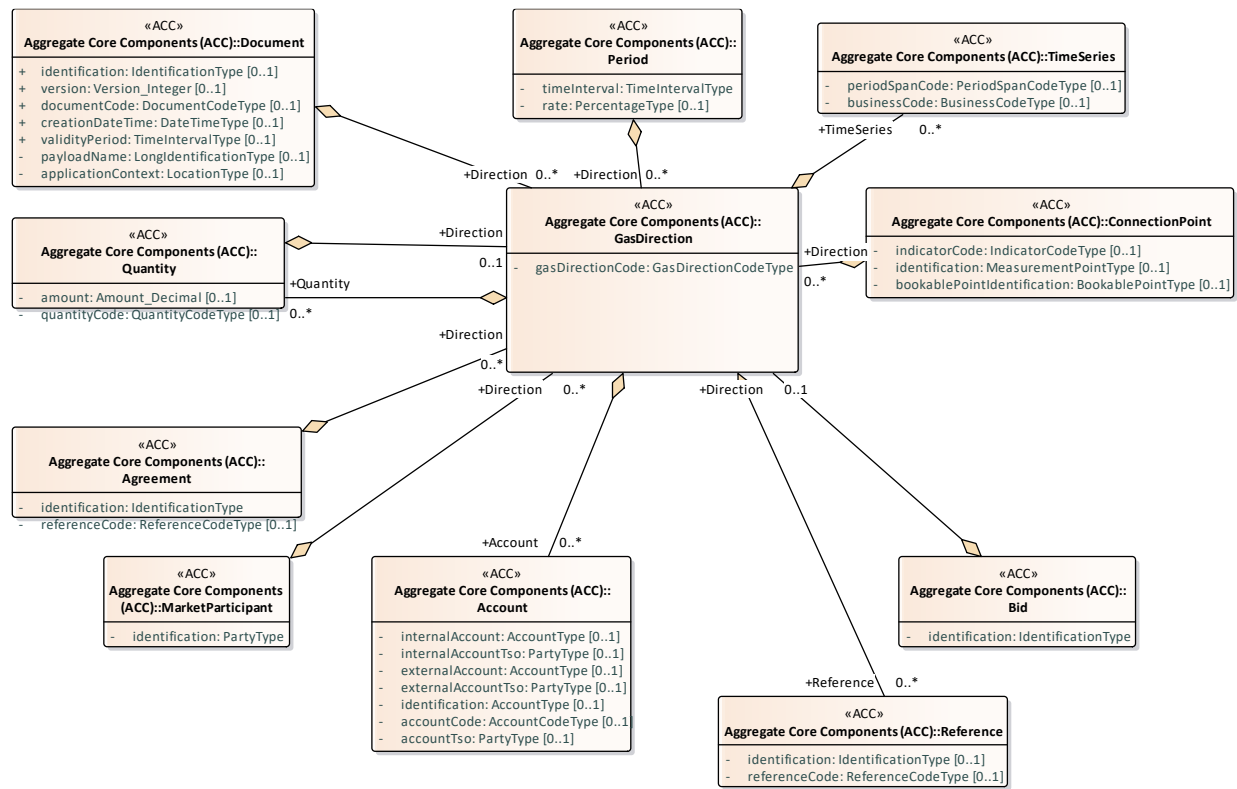 «ACC»
Aggregate Core Components (ACC)::Document
+ identification: IdentificationType [0..1]
+ version: Version_Integer [0..1]
+ documentCode: DocumentCodeType [0..1]
+ creationDateTime: DateTimeType [0..1]
+ validityPeriod: TimeIntervalType [0..1]
- payloadName: LongIdentificationType [0..1]
- applicationContext: LocationType [0..1]
«ACC»
Aggregate Core Components (ACC)::
Period
- timeInterval: TimeIntervalType
- rate: PercentageType [0..1]
«ACC»
Aggregate Core Components (ACC)::TimeSeries
- periodSpanCode: PeriodSpanCodeType [0..1]
- businessCode: BusinessCodeType [0..1]
+TimeSeries 0..*
+Direction 0..*
+Direction 0..*
«ACC»
Aggregate Core Components (ACC)::
GasDirection
- gasDirectionCode: GasDirectionCodeType
«ACC»
Aggregate Core Components (ACC)::ConnectionPoint
- indicatorCode: IndicatorCodeType [0..1]
- identification: MeasurementPointType [0..1]
- bookablePointIdentification: BookablePointType [0..1]
+Direction
0..*
«ACC»
Aggregate Core Components (ACC)::
Quantity
- amount: Amount_Decimal [0..1]
- quantityCode: QuantityCodeType [0..1]
+Direction
0..1
+Quantity
0..*
+Direction
0..*
+Direction 0..*
+Direction 0..1
«ACC»
Aggregate Core Components (ACC)::
Agreement
- identification: IdentificationType
- referenceCode: ReferenceCodeType [0..1]
«ACC»
Aggregate Core Components
(ACC)::MarketParticipant
- identification: PartyType
+Account 0..*
«ACC»
Aggregate Core Components (ACC)::
Account
- internalAccount: AccountType [0..1]
- internalAccountTso: PartyType [0..1]
- externalAccount: AccountType [0..1]
- externalAccountTso: PartyType [0..1]
- identification: AccountType [0..1]
- accountCode: AccountCodeType [0..1]
- accountTso: PartyType [0..1]
«ACC»
Aggregate Core Components (ACC)::
Bid
- identification: IdentificationType
+Reference 0..*
«ACC»
Aggregate Core Components (ACC)::Reference
- identification: IdentificationType [0..1]
- referenceCode: ReferenceCodeType [0..1]